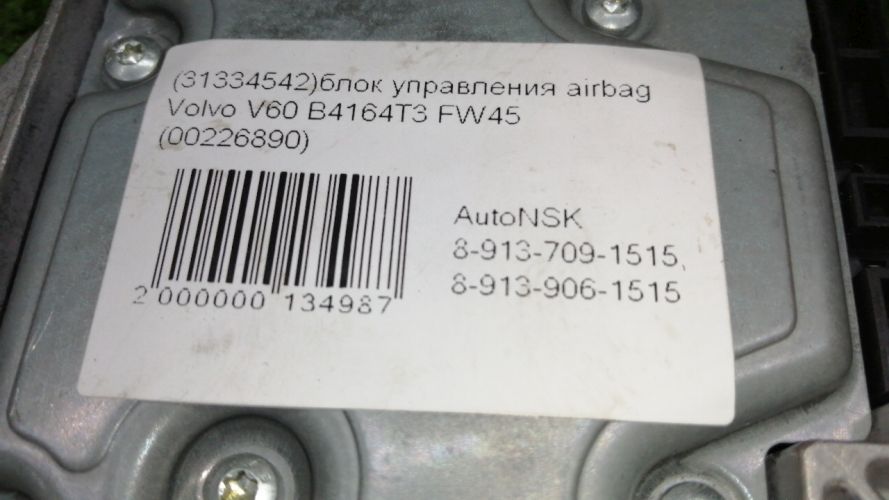 (31334542)блок управления airbag
Volvo V60 B4164T3 FW45
(00226890)
2 000000 134987
AutoNSK
8-913-709-1515,
8-913-906-1515